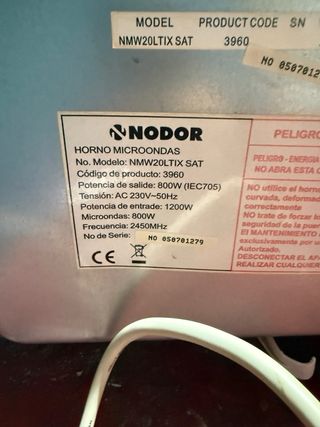 MODEL PRODUCT CODE SN
NMW20LTIX SAT 3960
NO 05070127
NODOR
HORNO MICROONDAS
No. Modelo: NMW20LTIX SAT
Código de producto: 3960
Potencia de salida: 800W (IEC705)
Tensión: AC 230V~50Hz
Potencia de entrada: 1200W
Microondas: 800W
Frecuencia: 2450MHz
No de Serie: NO 050701279
CE
PELIGRO
PELIGRO - ENERGIA
NO ABRA ESTA
NO utilice el horno
curvada, deformad
correctamente
NO trate de forzar lo
seguridad de la puer
El MANTENIMIENTO
exclusivamente por u
Autorizado.
DESCONECTAR EL APA
REALIZAR CUALQUIER